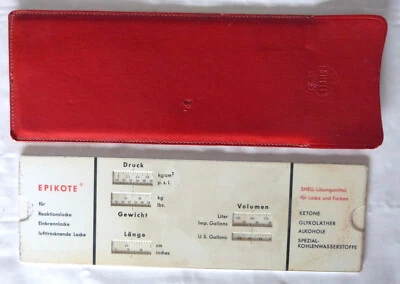 EPIKOTE®
für
Reaktionslacke
Einbrennlacke
lufttrocknende Lacke
Druck
kg/cm²
p.s.i.
kg
lbs.
Gewicht
Länge
cm
inches
Volumen
Liter
Imp. Gallons
U.S. Gallons
SHELL-Lösungsmittel
für Lacke und Farben
KETONE
GLYKOLÄTHER
ALKOHOLE
SPEZIAL-
KOHLENWASSERSTOFFE